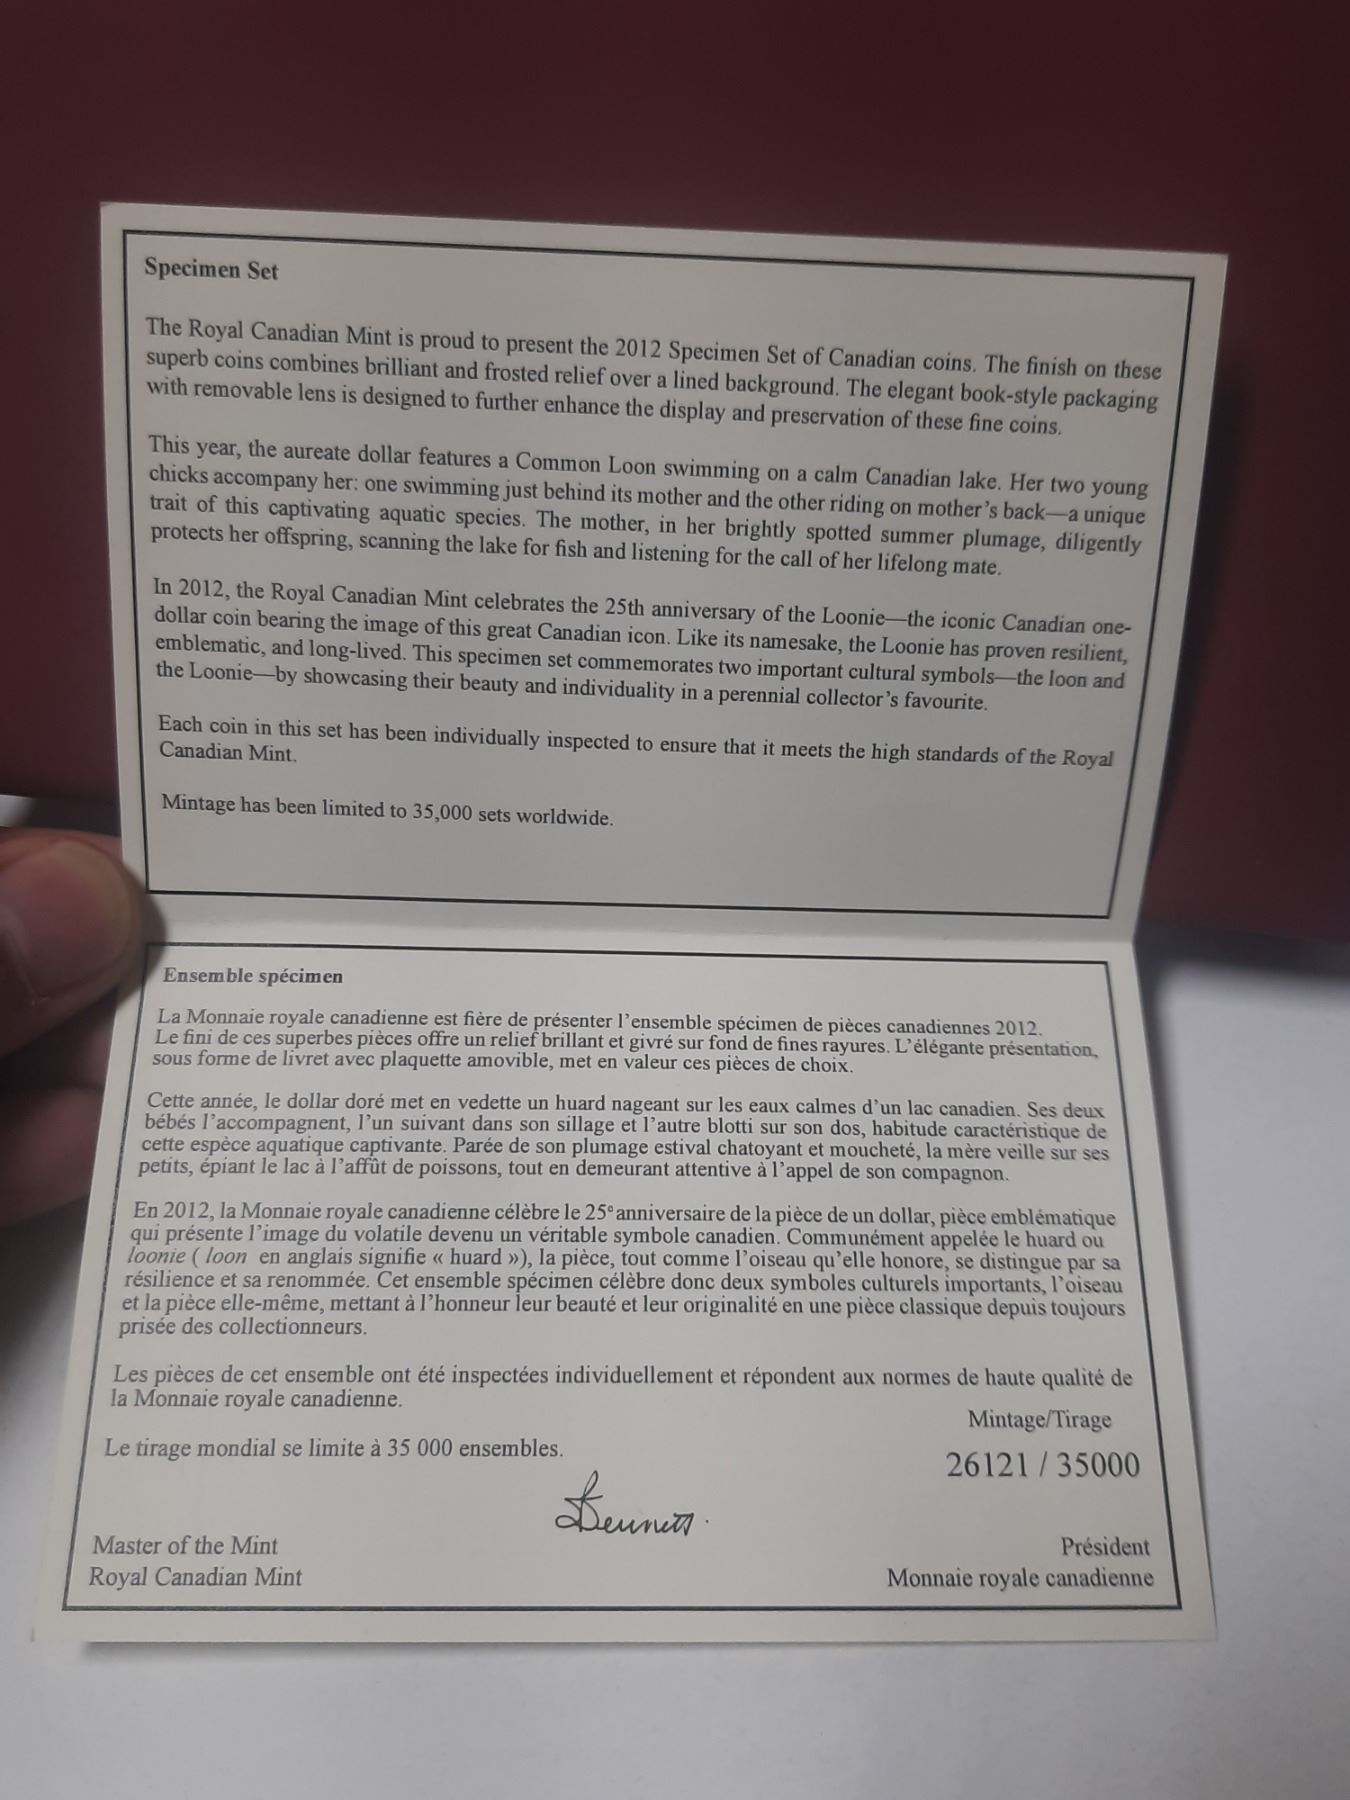 Specimen Set
The Royal Canadian Mint is proud to present the 2012 Specimen Set of Canadian coins. The finish on these
superb coins combines brilliant and frosted relief over a lined background. The elegant book-style packaging
with removable lens is designed to further enhance the display and preservation of these fine coins.
This year, the aureate dollar features a Common Loon swimming on a calm Canadian lake. Her two young
chicks accompany her: one swimming just behind its mother and the other riding on mother's back—a unique
trait of this captivating aquatic species. The mother, in her brightly spotted summer plumage, diligently
protects her offspring, scanning the lake for fish and listening for the call of her lifelong mate.
In 2012, the Royal Canadian Mint celebrates the 25th anniversary of the Loonie—the iconic Canadian one-
dollar coin bearing the image of this great Canadian icon. Like its namesake, the Loonie has proven resilient,
emblematic, and long-lived. This specimen set commemorates two important cultural symbols—the loon and
the Loonie—by showcasing their beauty and individuality in a perennial collector's favourite.
Each coin in this set has been individually inspected to ensure that it meets the high standards of the Royal
Canadian Mint.
Mintage has been limited to 35,000 sets worldwide.
Ensemble spécimen
La Monnaie royale canadienne est fière de présenter l'ensemble spécimen de pièces canadiennes 2012.
Le fini de ces superbes pièces offre un relief brillant et givré sur fond de fines rayures. L'élégante présentation,
sous forme de livret avec plaquette amovible, met en valeur ces pièces de choix.
Cette année, le dollar doré met en vedette un huard nageant sur les eaux calmes d'un lac canadien. Ses deux
bébés l'accompagnent, l'un suivant dans son sillage et l'autre blotti sur son dos, habitude caractéristique de
cette espèce aquatique captivante. Parée de son plumage estival chatoyant et moucheté, la mère veille sur ses
petits, épiant le lac à l'affût de poissons, tout en demeurant attentive à l'appel de son compagnon.
En 2012, la Monnaie royale canadienne célèbre le 25e anniversaire de la pièce de un dollar, pièce emblématique
qui présente l'image du volatile devenu un véritable symbole canadien. Communément appelée le huard ou
loonie ( loon en anglais signifie « huard »), la pièce, tout comme l'oiseau qu'elle honore, se distingue par sa
résilience et sa renommée. Cet ensemble spécimen célèbre donc deux symboles culturels importants, l'oiseau
et la pièce elle-même, mettant à l'honneur leur beauté et leur originalité en une pièce classique depuis toujours
prisée des collectionneurs.
Les pièces de cet ensemble ont été inspectées individuellement et répondent aux normes de haute qualité de
la Monnaie royale canadienne.
Mintage/Tirage
Le tirage mondial se limite à 35 000 ensembles.
26121 / 35000
Bennett
Master of the Mint
Royal Canadian Mint
Président
Monnaie royale canadienne